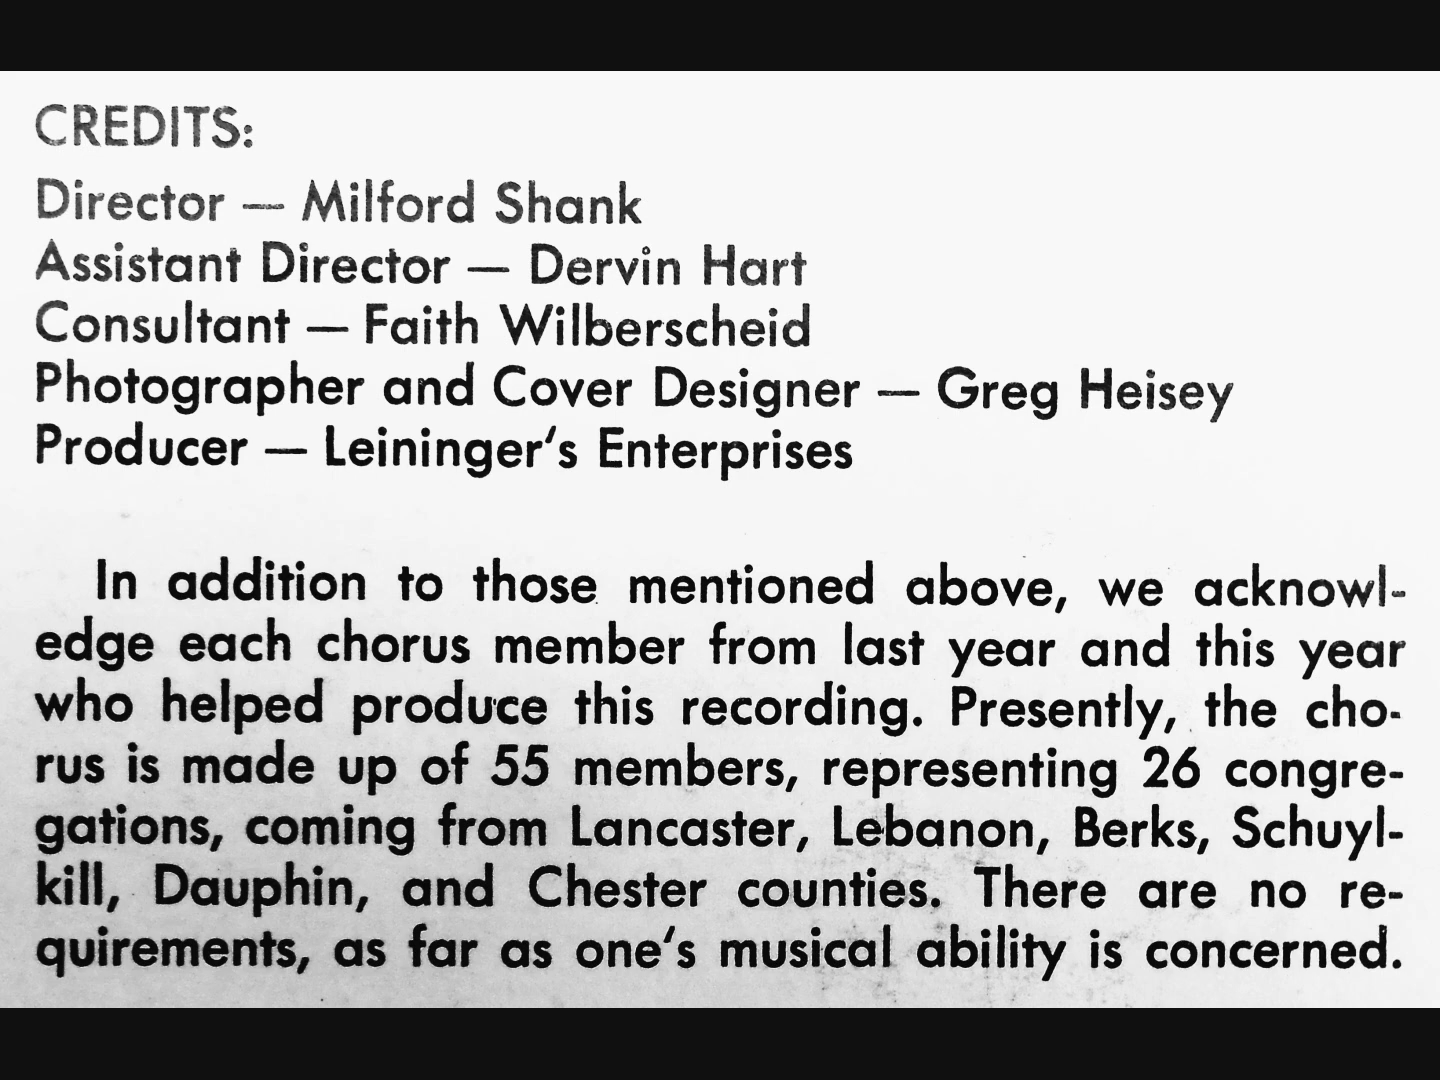 CREDITS:
Director — Milford Shank
Assistant Director — Dervin Hart
Consultant — Faith Wilberscheid
Photographer and Cover Designer — Greg Heisey
Producer — Leininger's Enterprises
In addition to those mentioned above, we acknowl-
edge each chorus member from last year and this year
who helped produce this recording. Presently, the cho-
rus is made up of 55 members, representing 26 congre-
gations, coming from Lancaster, Lebanon, Berks, Schuyl-
kill, Dauphin, and Chester counties. There are no re-
quirements, as far as one's musical ability is concerned.